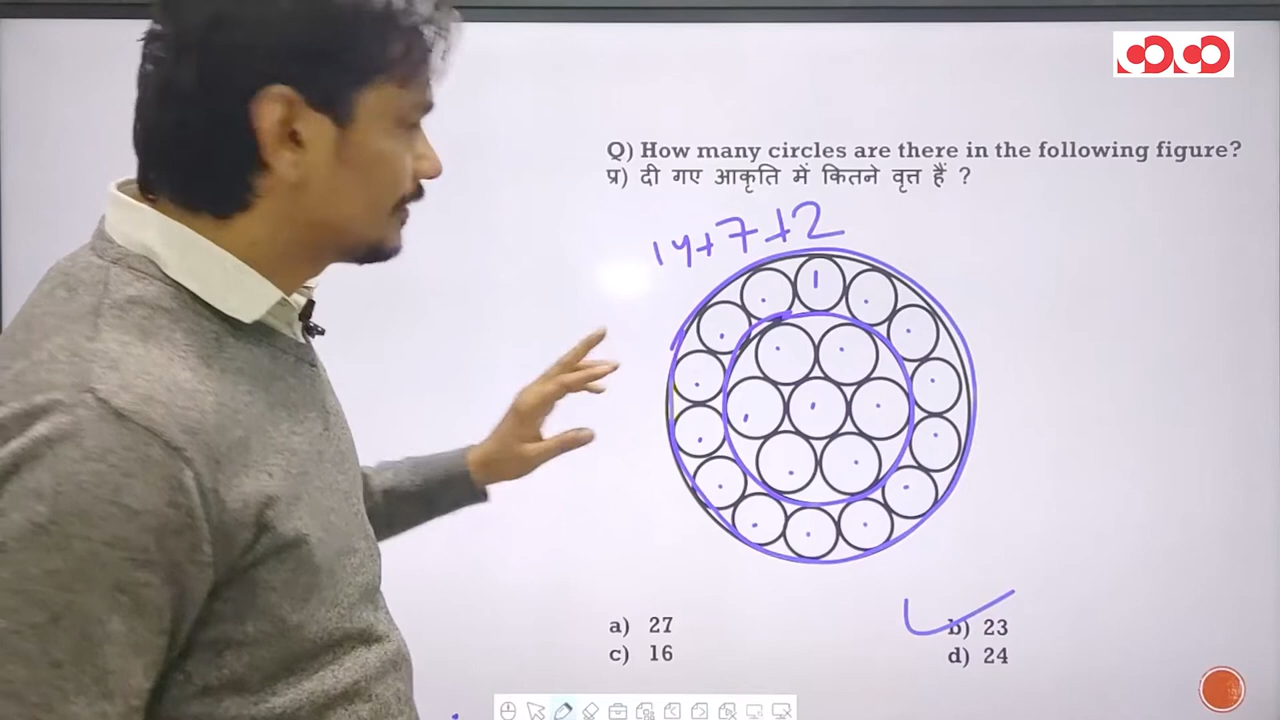 Q) How many circles are there in the following figure?
प्र) दी गए आकृति में कितने वृत्त हैं ?
14+7+2
1
a) 27
b) 23
c) 16
d) 24